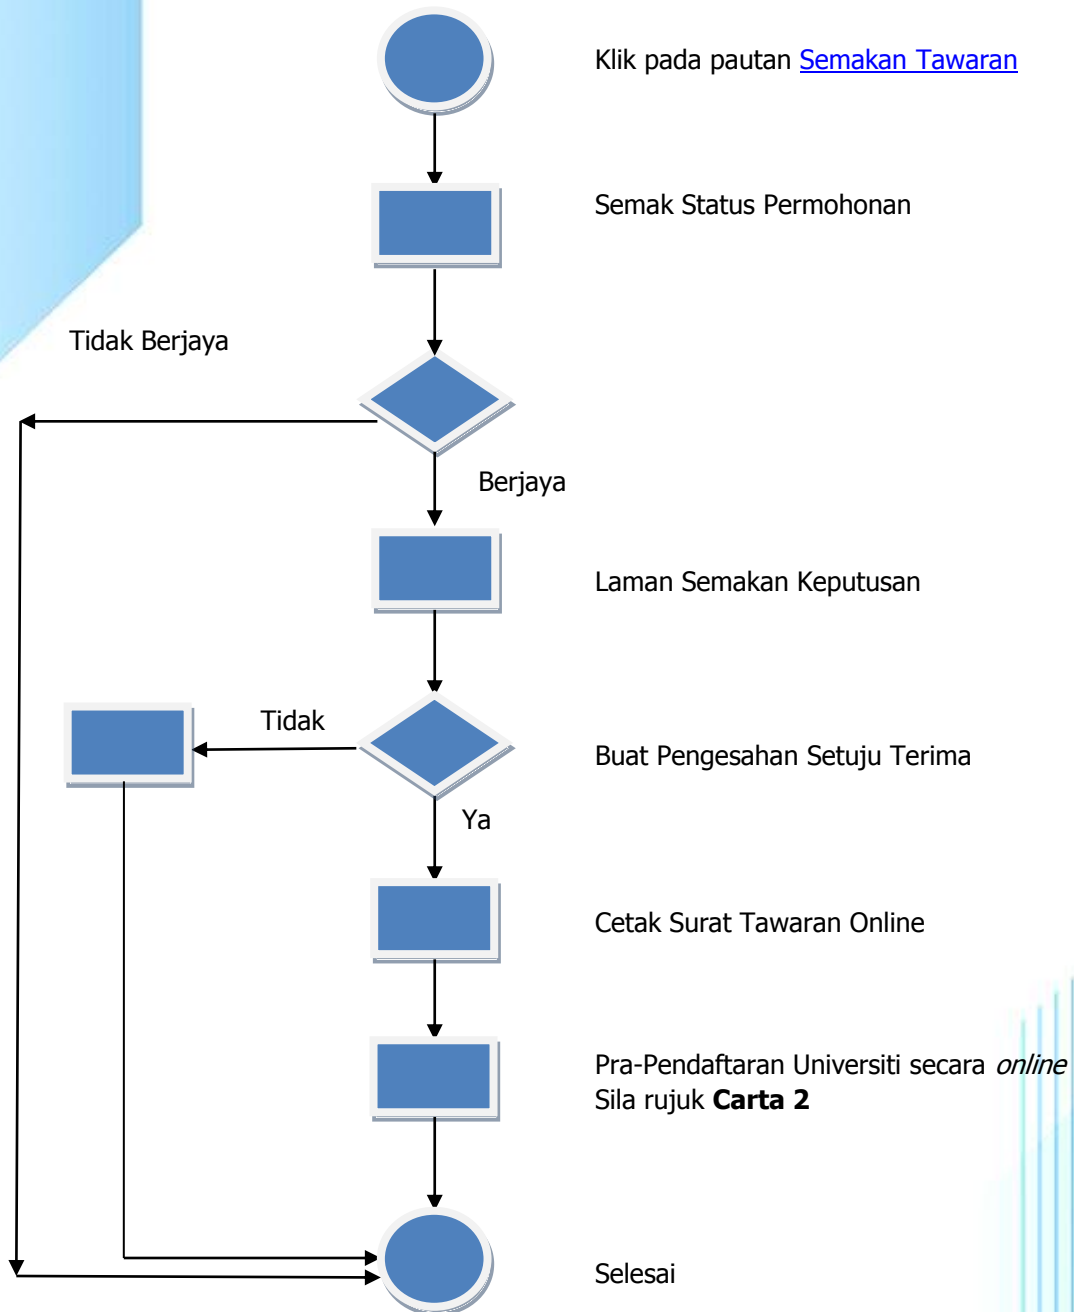 Klik pada pautan Semakan Tawaran
Semak Status Permohonan
Tidak Berjaya
Berjaya
Laman Semakan Keputusan
Tidak
Buat Pengesahan Setuju Terima
Ya
Cetak Surat Tawaran Online
Pra-Pendaftaran Universiti secara online
Sila rujuk Carta 2
Selesai